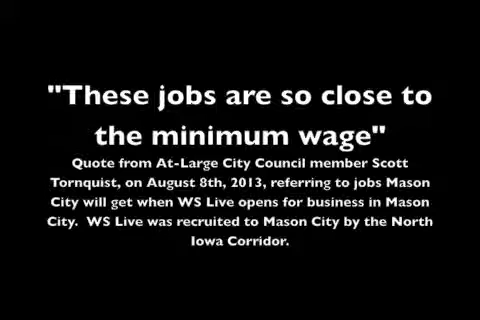 "These jobs are so close to
the minimum wage"
Quote from At-Large City Council member Scott
Tornquist, on August 8th, 2013, referring to jobs Mason
City will get when WS Live opens for business in Mason
City.  WS Live was recruited to Mason City by the North
Iowa Corridor.